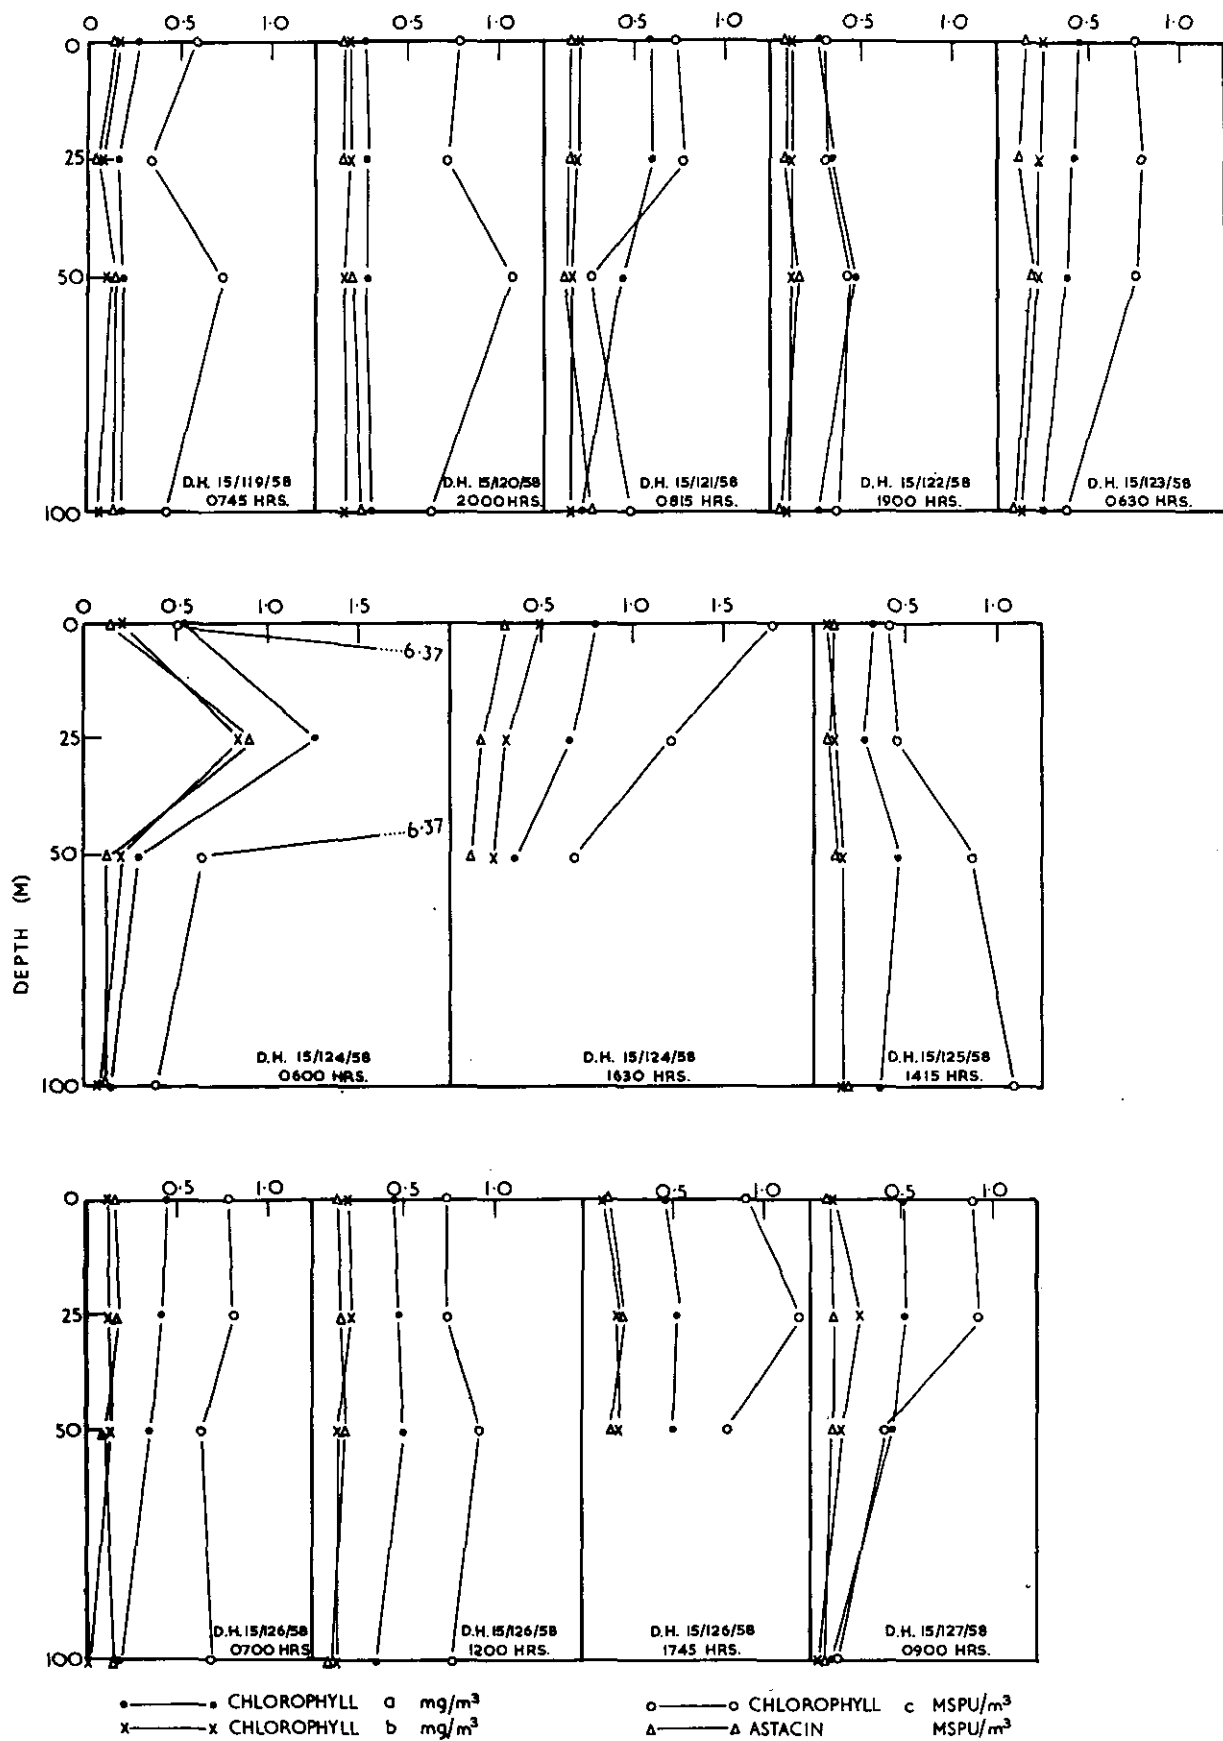 0 0·5 1·0 0·5 1·0 0·5 1·0 0·5 0·5 1·0
0
25
50
100
D.H. 15/119/58
0745 HRS.
D.H. 15/120/58
2000 HRS.
D.H. 15/121/58
0815 HRS.
D.H. 15/122/58
1900 HRS.
D.H. 15/123/58
0630 HRS.
0 0·5 1·0 1·5 0·5 1·0 1·5 0·5 1·0
0
25
50
100
6·37
6·37
DEPTH (M)
D.H. 15/124/58
0600 HRS.
D.H. 15/124/58
1630 HRS.
D.H. 15/125/58
1415 HRS.
0·5 1·0 0·5 1·0 0·5 1·0 0·5 1·0
0
25
50
100
D.H. 15/126/58
0700 HRS
D.H. 15/126/58
1200 HRS.
D.H. 15/126/58
1745 HRS.
D.H. 15/127/58
0900 HRS.
CHLOROPHYLL a mg/m³
CHLOROPHYLL b mg/m³
CHLOROPHYLL c MSPU/m³
ASTACIN MSPU/m³